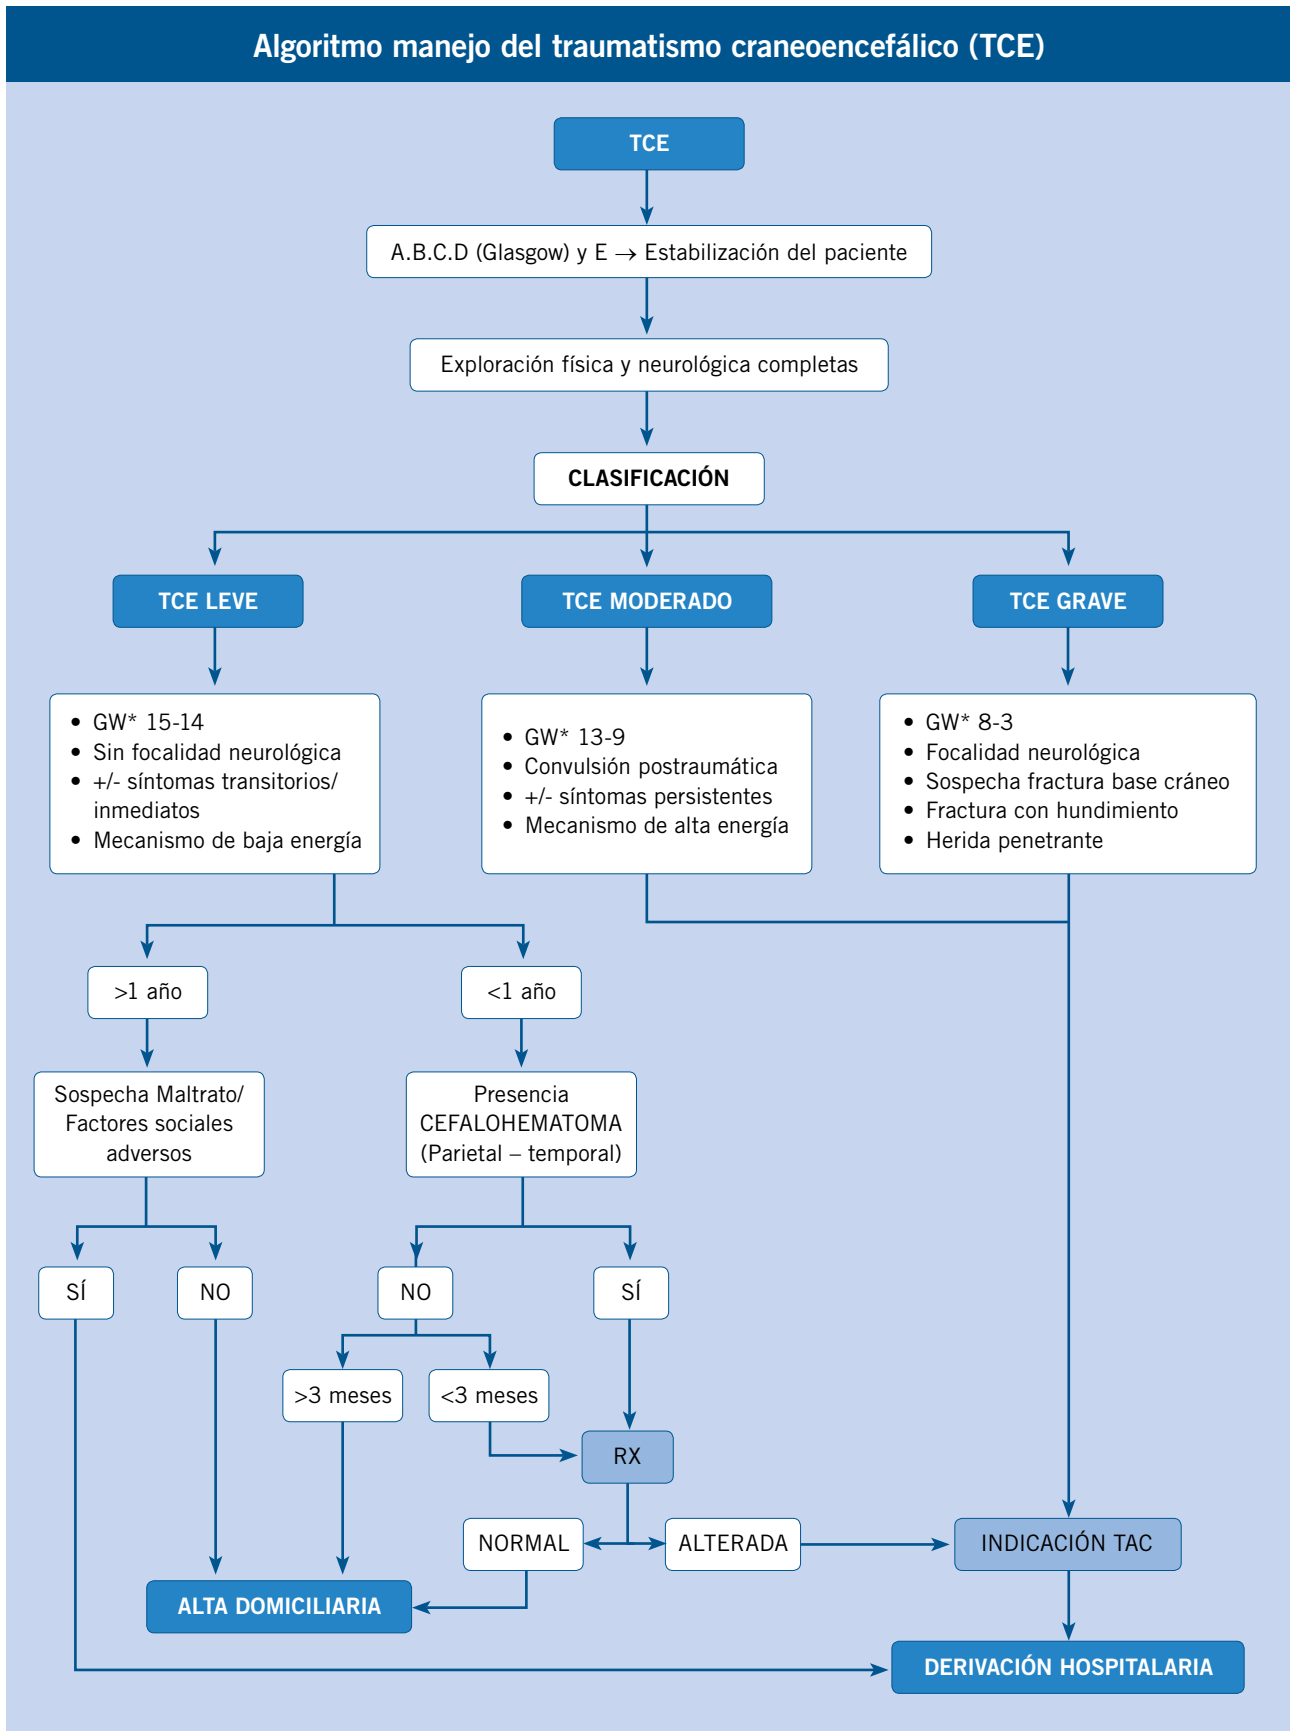 Algoritmo manejo del traumatismo craneoencefálico (TCE)
TCE
A.B.C.D (Glasgow) y E → Estabilización del paciente
Exploración física y neurológica completas
CLASIFICACIÓN
TCE LEVE
TCE MODERADO
TCE GRAVE
• GW* 15-14
• Sin focalidad neurológica
• +/- síntomas transitorios/
inmediatos
• Mecanismo de baja energía
• GW* 13-9
• Convulsión postraumática
• +/- síntomas persistentes
• Mecanismo de alta energía
• GW* 8-3
• Focalidad neurológica
• Sospecha fractura base cráneo
• Fractura con hundimiento
• Herida penetrante
>1 año
<1 año
Sospecha Maltrato/
Factores sociales
adversos
Presencia
CEFALOHEMATOMA
(Parietal – temporal)
SÍ
NO
NO
SÍ
>3 meses
<3 meses
RX
NORMAL
ALTERADA
INDICACIÓN TAC
ALTA DOMICILIARIA
DERIVACIÓN HOSPITALARIA